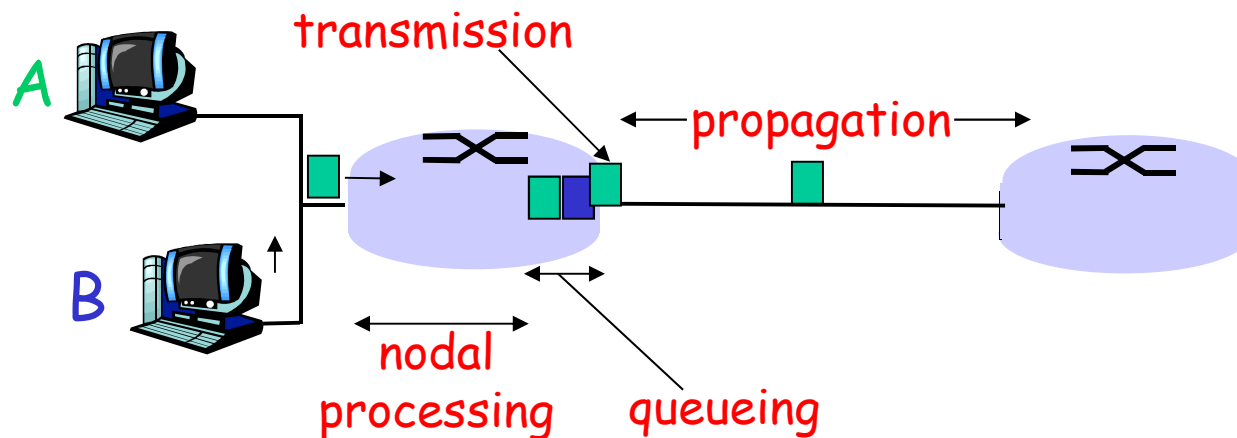 transmission
A
propagation
B
nodal
processing
queueing